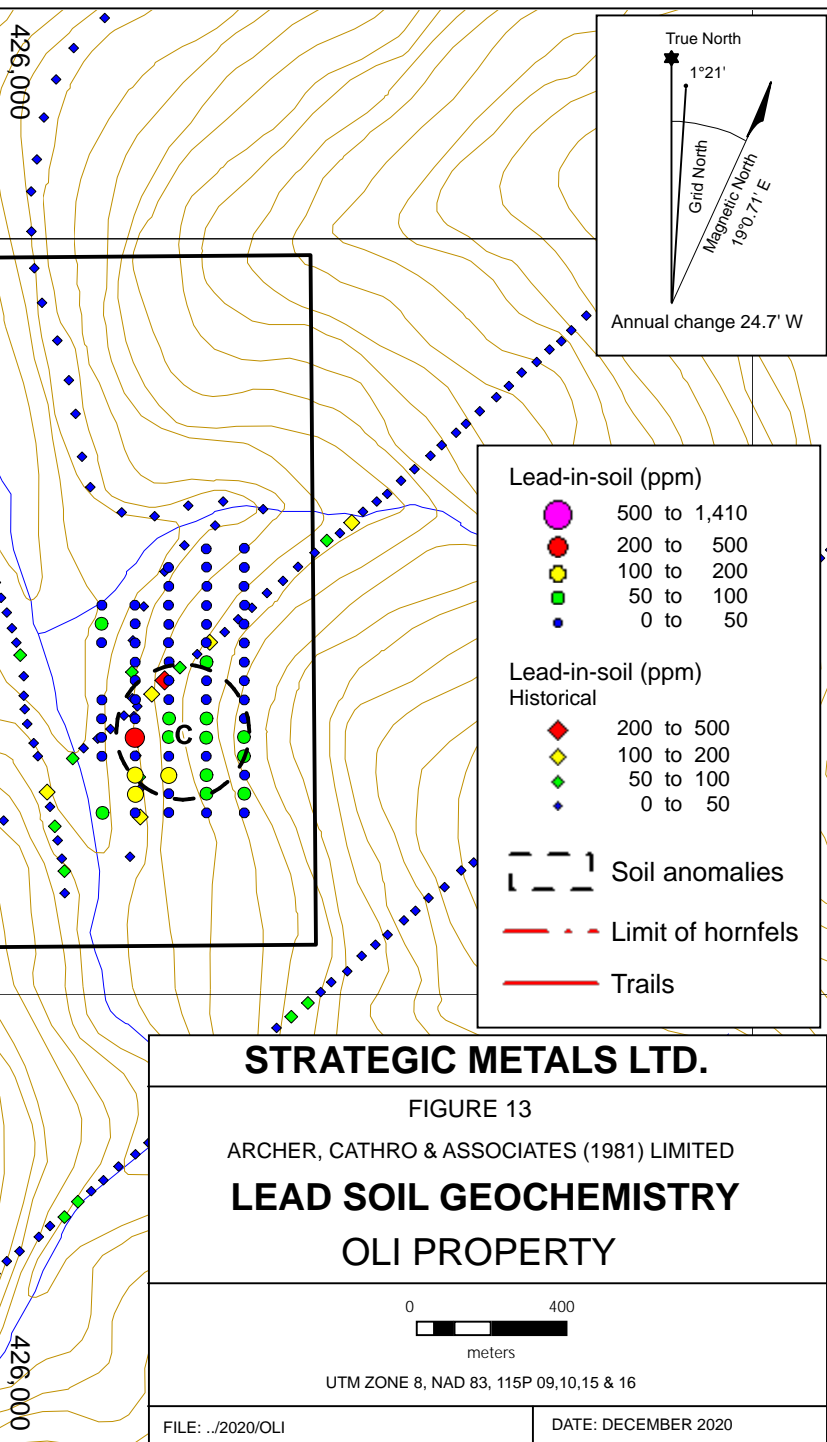 426,000
True North
1°21'
Grid North
Magnetic North
19°0.71' E
Annual change 24.7' W
Lead-in-soil (ppm)
500 to 1,410
200 to 500
100 to 200
50 to 100
0 to 50
Lead-in-soil (ppm)
Historical
200 to 500
100 to 200
50 to 100
0 to 50
Soil anomalies
Limit of hornfels
Trails
C
STRATEGIC METALS LTD.
FIGURE 13
ARCHER, CATHRO & ASSOCIATES (1981) LIMITED
LEAD SOIL GEOCHEMISTRY
OLI PROPERTY
0 400
meters
UTM ZONE 8, NAD 83, 115P 09,10,15 & 16
FILE: ../2020/OLI
DATE: DECEMBER 2020
426,000